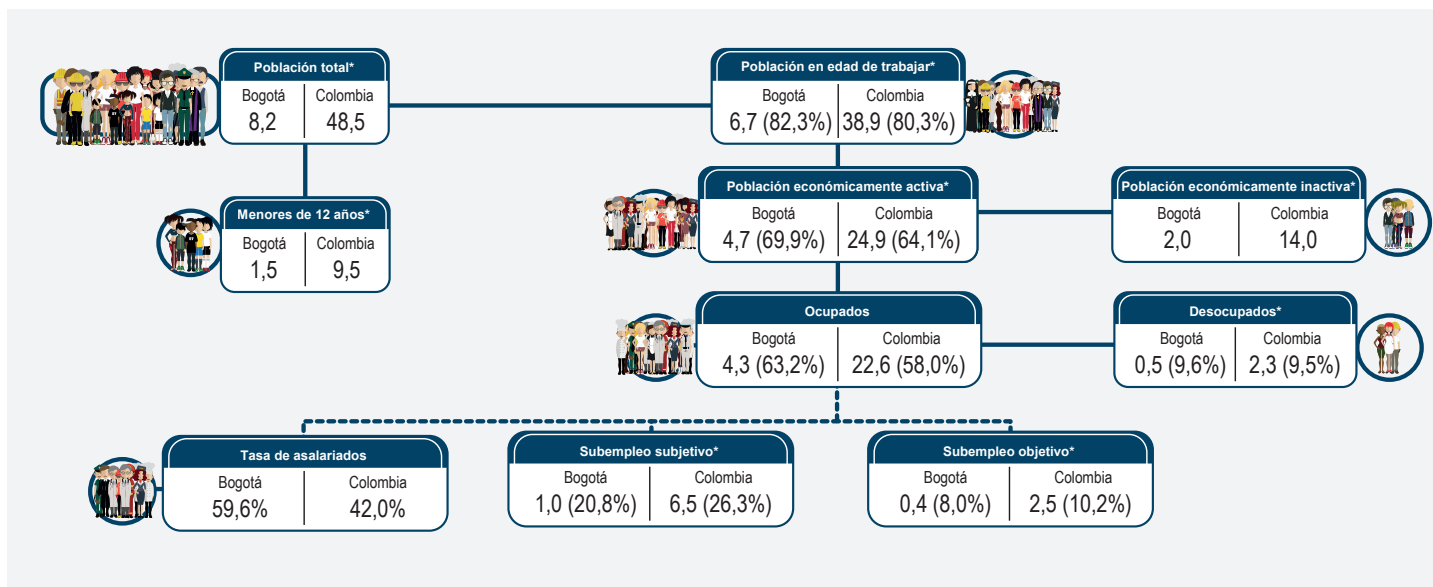 Población total*
Bogotá Colombia
8,2 48,5
Población en edad de trabajar*
Bogotá Colombia
6,7 (82,3%) 38,9 (80,3%)
Menores de 12 años*
Bogotá Colombia
1,5 9,5
Población económicamente activa*
Bogotá Colombia
4,7 (69,9%) 24,9 (64,1%)
Población económicamente inactiva*
Bogotá Colombia
2,0 14,0
Ocupados
Bogotá Colombia
4,3 (63,2%) 22,6 (58,0%)
Desocupados*
Bogotá Colombia
0,5 (9,6%) 2,3 (9,5%)
Tasa de asalariados
Bogotá Colombia
59,6% 42,0%
Subempleo subjetivo*
Bogotá Colombia
1,0 (20,8%) 6,5 (26,3%)
Subempleo objetivo*
Bogotá Colombia
0,4 (8,0%) 2,5 (10,2%)